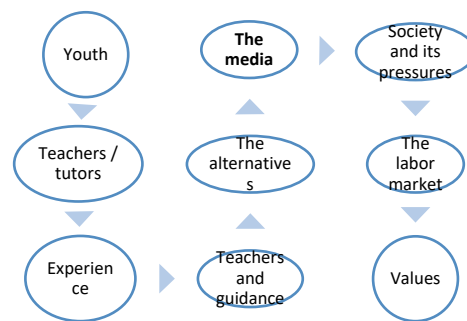 Youth
Teachers /
tutors
Experien
ce
Teachers
and
guidance
The
alternative
s
The
media
Society
and its
pressures
The
labor
market
Values